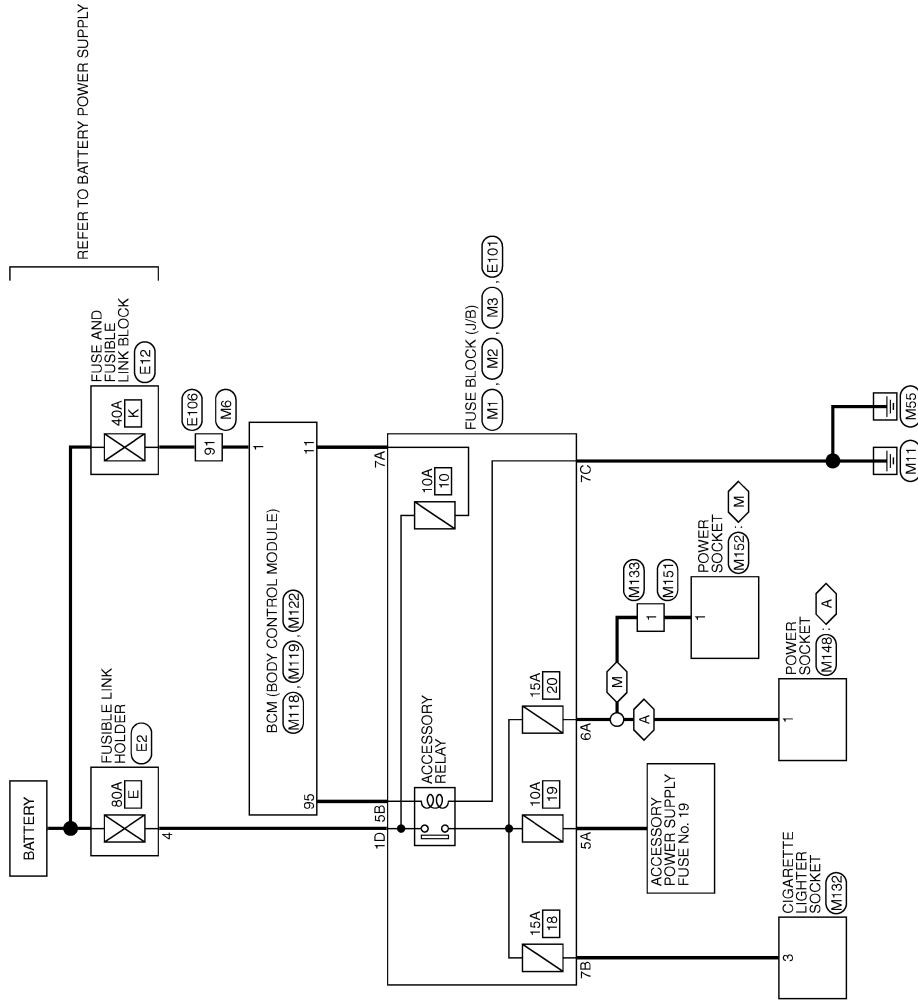 REFER TO BATTERY POWER SUPPLY
BATTERY
FUSIBLE LINK
HOLDER
E2
80A
E
4
FUSE AND
FUSIBLE
LINK BLOCK
E12
40A
K
E106
91
M6
1
11
95
BCM (BODY CONTROL MODULE)
M118 , M119 , M122
FUSE BLOCK (J/B)
M1 , M2 , M3 , E101
1D
5B
7A
10A
10
ACCESSORY
RELAY
15A
18
10A
19
15A
20
7B
5A
6A
7C
ACCESSORY
POWER SUPPLY
FUSE No. 19
M
A
M133
1
M151
CIGARETTE
LIGHTER
SOCKET
M132
3
POWER
SOCKET
M148 : A
1
POWER
SOCKET
M152 : M
1
M11
M55